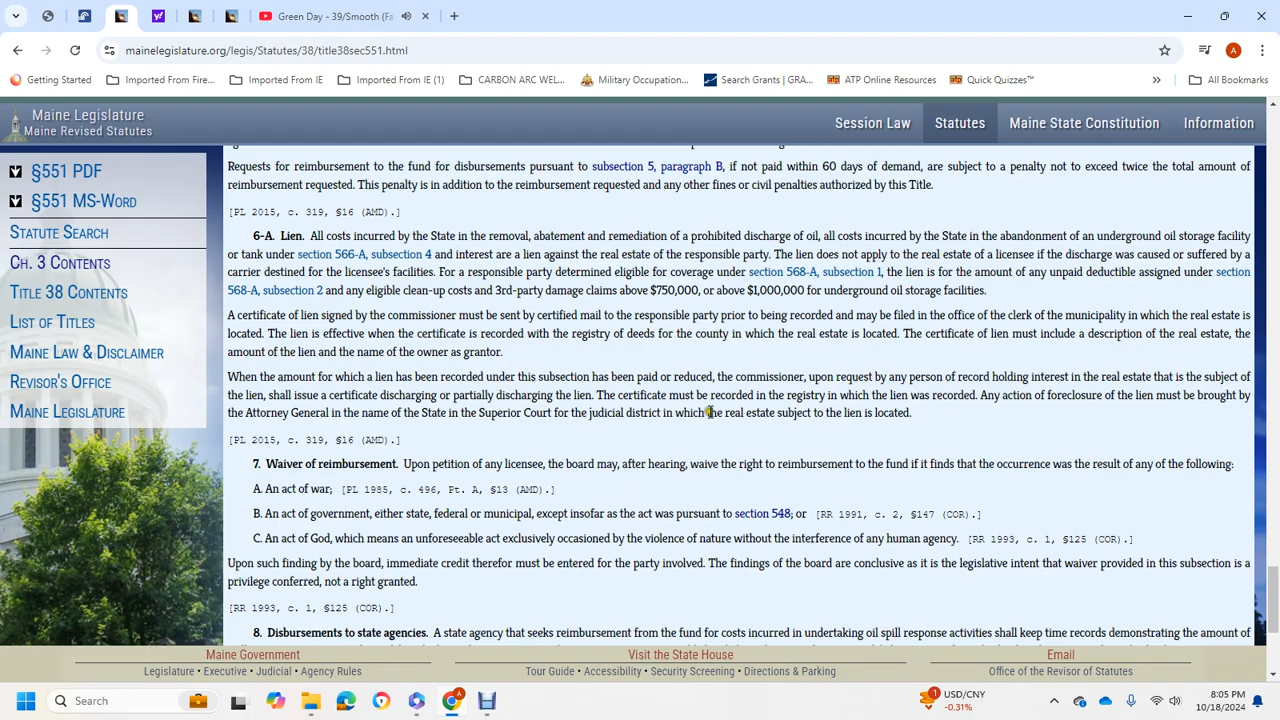 Green Day - 39/Smooth (Fa
mainelegislature.org/legis/Statutes/38/title38sec551.html
A
Getting Started
Imported From Fire...
Imported From IE
Imported From IE (1)
CARBON ARC WEL...
Military Occupation...
Search Grants | GRA...
ATP Online Resources
Quick Quizzes™
»
All Bookmarks
Maine Legislature
Maine Revised Statutes
Session Law
Statutes
Maine State Constitution
Information
§551 PDF
§551 MS-Word
Statute Search
Ch. 3 Contents
Title 38 Contents
List of Titles
Maine Law & Disclaimer
Revisor's Office
Maine Legislature
Requests for reimbursement to the fund for disbursements pursuant to subsection 5, paragraph B, if not paid within 60 days of demand, are subject to a penalty not to exceed twice the total amount of
reimbursement requested. This penalty is in addition to the reimbursement requested and any other fines or civil penalties authorized by this Title.
[PL 2015, c. 319, §16 (AMD).]
6-A. Lien. All costs incurred by the State in the removal, abatement and remediation of a prohibited discharge of oil, all costs incurred by the State in the abandonment of an underground oil storage facility
or tank under section 566-A, subsection 4 and interest are a lien against the real estate of the responsible party. The lien does not apply to the real estate of a licensee if the discharge was caused or suffered by a
carrier destined for the licensee's facilities. For a responsible party determined eligible for coverage under section 568-A, subsection 1, the lien is for the amount of any unpaid deductible assigned under section
568-A, subsection 2 and any eligible clean-up costs and 3rd-party damage claims above $750,000, or above $1,000,000 for underground oil storage facilities.
A certificate of lien signed by the commissioner must be sent by certified mail to the responsible party prior to being recorded and may be filed in the office of the clerk of the municipality in which the real estate is
located. The lien is effective when the certificate is recorded with the registry of deeds for the county in which the real estate is located. The certificate of lien must include a description of the real estate, the
amount of the lien and the name of the owner as grantor.
When the amount for which a lien has been recorded under this subsection has been paid or reduced, the commissioner, upon request by any person of record holding interest in the real estate that is the subject of
the lien, shall issue a certificate discharging or partially discharging the lien. The certificate must be recorded in the registry in which the lien was recorded. Any action of foreclosure of the lien must be brought by
the Attorney General in the name of the State in the Superior Court for the judicial district in which the real estate subject to the lien is located.
[PL 2015, c. 319, §16 (AMD).]
7. Waiver of reimbursement. Upon petition of any licensee, the board may, after hearing, waive the right to reimbursement to the fund if it finds that the occurrence was the result of any of the following:
A. An act of war; [PL 1985, c. 496, Pt. A, §13 (AMD).]
B. An act of government, either state, federal or municipal, except insofar as the act was pursuant to section 548; or [RR 1991, c. 2, §147 (COR).]
C. An act of God, which means an unforeseeable act exclusively occasioned by the violence of nature without the interference of any human agency. [RR 1993, c. 1, §125 (COR).]
Upon such finding by the board, immediate credit therefor must be entered for the party involved. The findings of the board are conclusive as it is the legislative intent that waiver provided in this subsection is a
privilege conferred, not a right granted.
[RR 1993, c. 1, §125 (COR).]
8. Disbursements to state agencies. A state agency that seeks reimbursement from the fund for costs incurred in undertaking oil spill response activities shall keep time records demonstrating the amount of
Maine Government
Legislature • Executive • Judicial • Agency Rules
Visit the State House
Tour Guide • Accessibility • Security Screening • Directions & Parking
Email
Office of the Revisor of Statutes
Search
1
USD/CNY
-0.31%
8:05 PM
10/18/2024